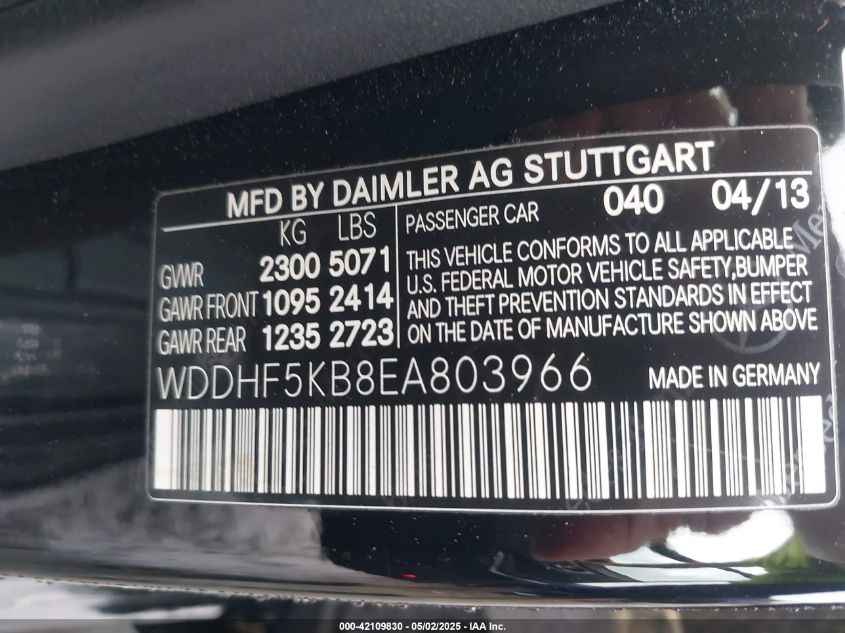 MFD BY DAIMLER AG STUTTGART
KG LBS
GVWR 2300 5071
GAWR FRONT 1095 2414
GAWR REAR 1235 2723
PASSENGER CAR 040 04/13
THIS VEHICLE CONFORMS TO ALL APPLICABLE
U.S. FEDERAL MOTOR VEHICLE SAFETY,BUMPER
AND THEFT PREVENTION STANDARDS IN EFFECT
ON THE DATE OF MANUFACTURE SHOWN ABOVE
WDDHF5KB8EA803966 MADE IN GERMANY
000-42109830 - 05/02/2025 - IAA Inc.